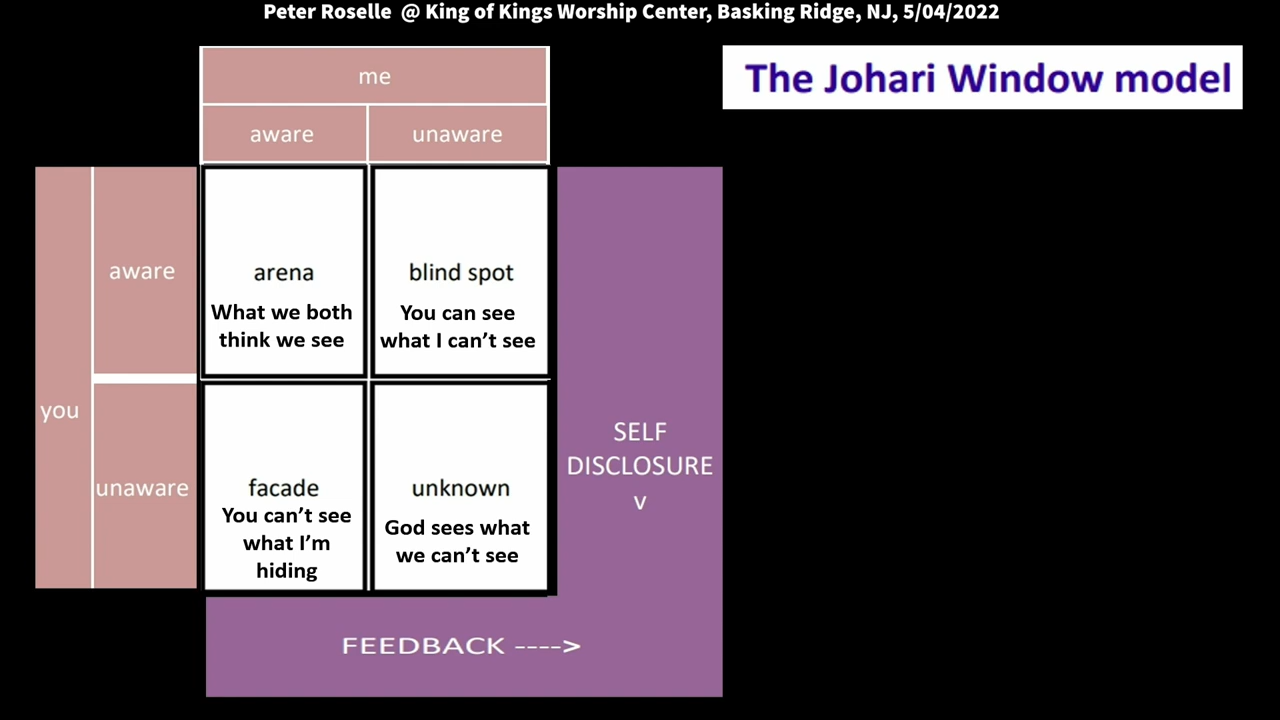 Peter Roselle @ King of Kings Worship Center, Basking Ridge, NJ, 5/04/2022
The Johari Window model
me
aware
unaware
you
aware
arena
What we both
think we see
blind spot
You can see
what I can’t see
unaware
facade
You can’t see
what I’m
hiding
unknown
God sees what
we can’t see
SELF
DISCLOSURE
v
FEEDBACK ---->